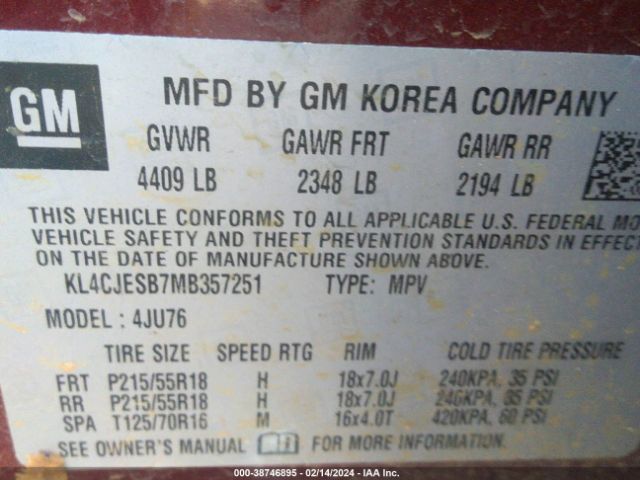 GM
MFD BY GM KOREA COMPANY
GVWR GAWR FRT GAWR RR
4409 LB 2348 LB 2194 LB
THIS VEHICLE CONFORMS TO ALL APPLICABLE U.S. FEDERAL MO
VEHICLE SAFETY AND THEFT PREVENTION STANDARDS IN EFFECT
ON THE DATE OF MANUFACTURE SHOWN ABOVE.
KL4CJESB7MB357251 TYPE: MPV
MODEL : 4JU76
TIRE SIZE SPEED RTG RIM COLD TIRE PRESSURE
FRT P215/55R18 H 18x7.0J 240KPA, 35 PSI
RR P215/55R18 H 18x7.0J 240KPA, 35 PSI
SPA T125/70R16 M 16x4.0T 420KPA, 60 PSI
SEE OWNER'S MANUAL FOR MORE INFORMATION.
000-38746895 - 02/14/2024 - IAA Inc.